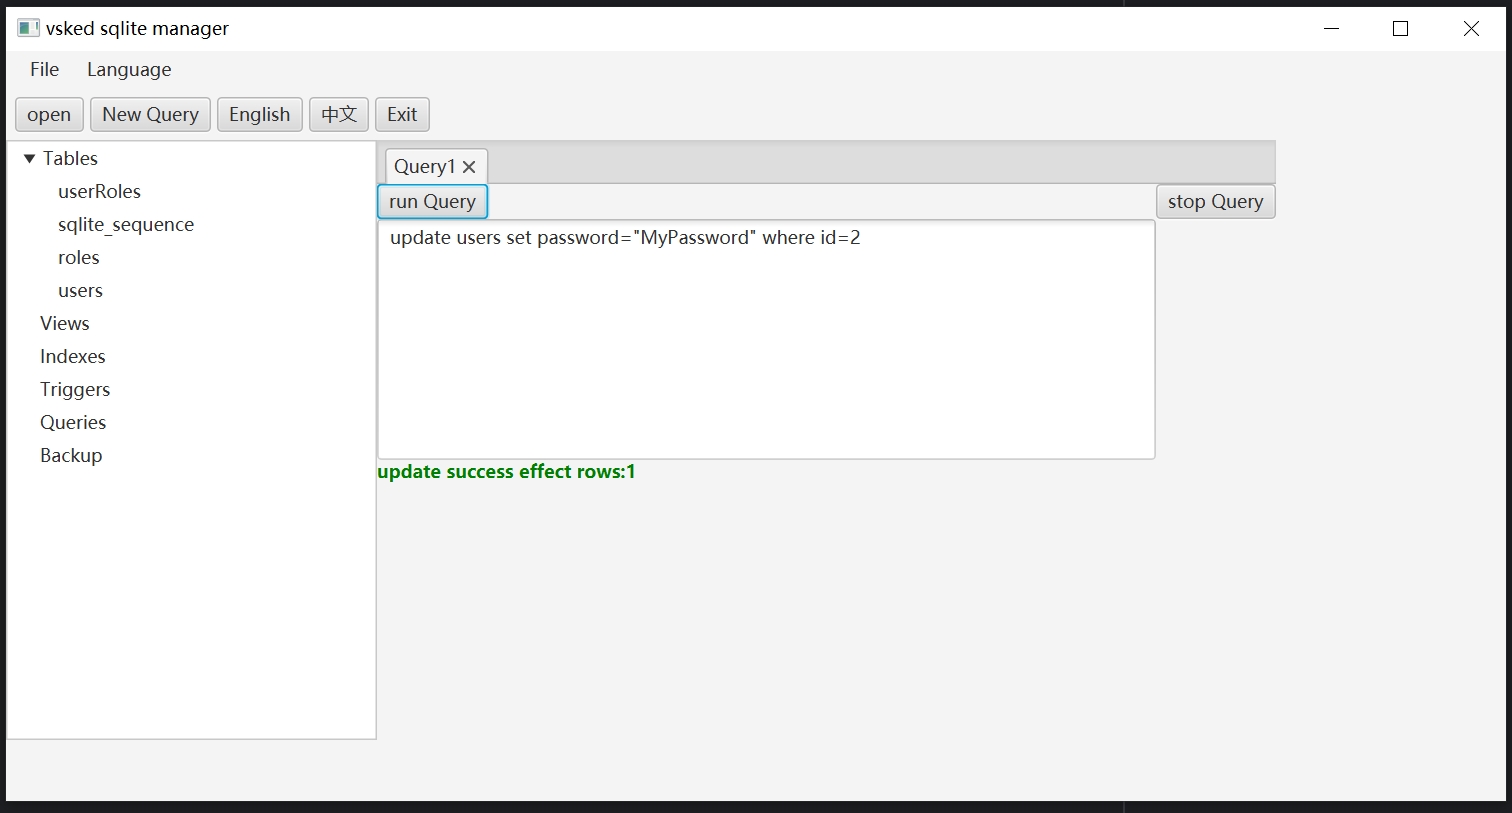 vsked sqlite manager
File Language
open New Query English 中文 Exit
Tables
userRoles
sqlite_sequence
roles
users
Views
Indexes
Triggers
Queries
Backup
Query1
run Query stop Query
update users set password="MyPassword" where id=2
update success effect rows:1